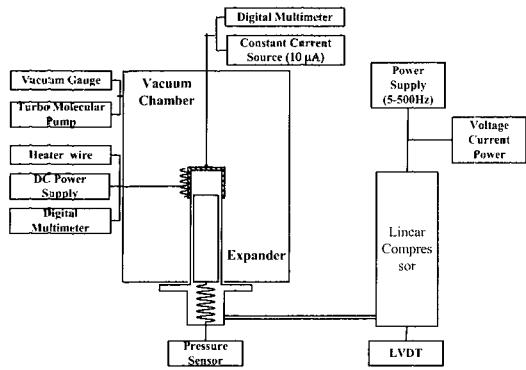 Digital Multimeter
Constant Current
Source (10 μA)
Vacuum Gauge
Turbo Molecular
Pump
Vacuum
Chamber
Power
Supply
(5-500Hz)
Voltage
Current
Power
Heater wire
DC Power
Supply
Digital
Multimeter
Expander
Linear
Compres
sor
Pressure
Sensor
LVDT